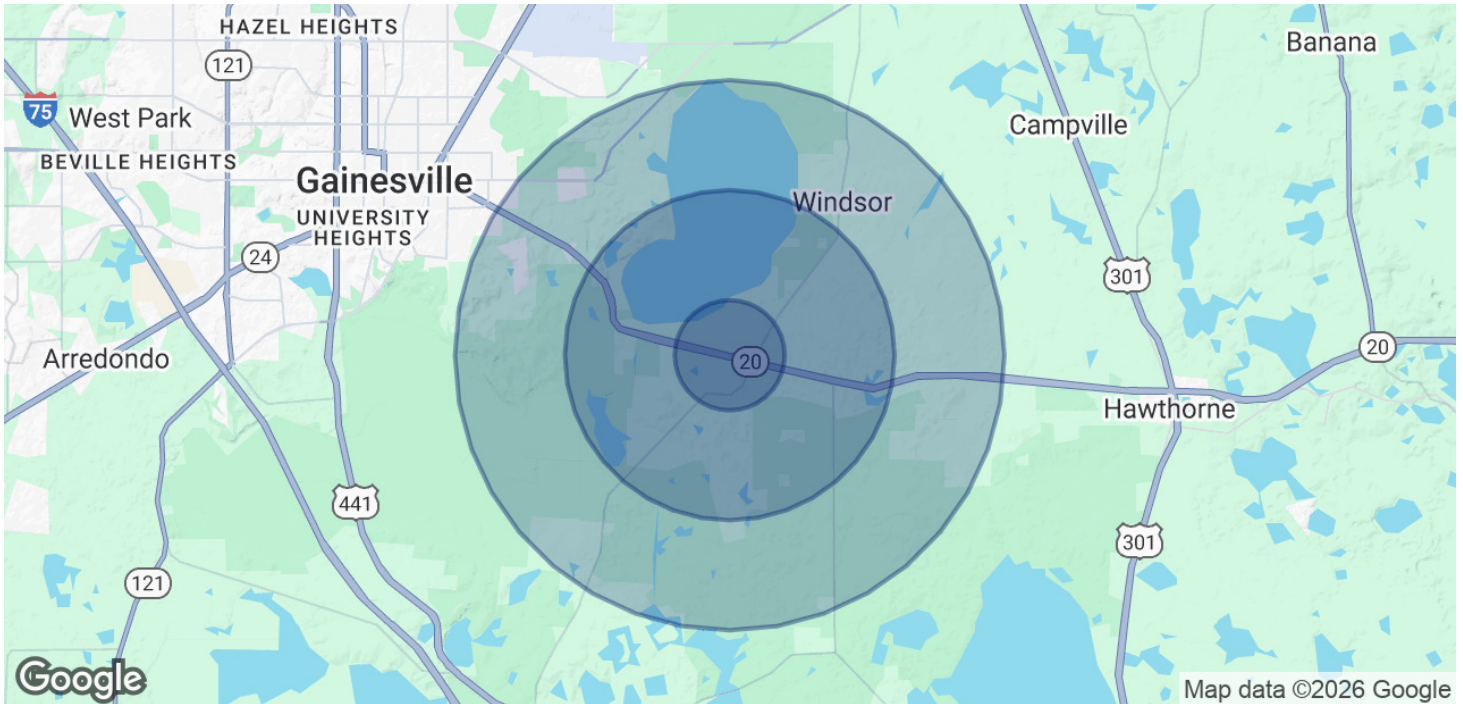 HAZEL HEIGHTS
Banana
121
75
West Park
Campville
BEVILLE HEIGHTS
Gainesville
Windsor
UNIVERSITY
HEIGHTS
24
301
Arredondo
20
20
Hawthorne
441
301
121
Google
Map data ©2026 Google